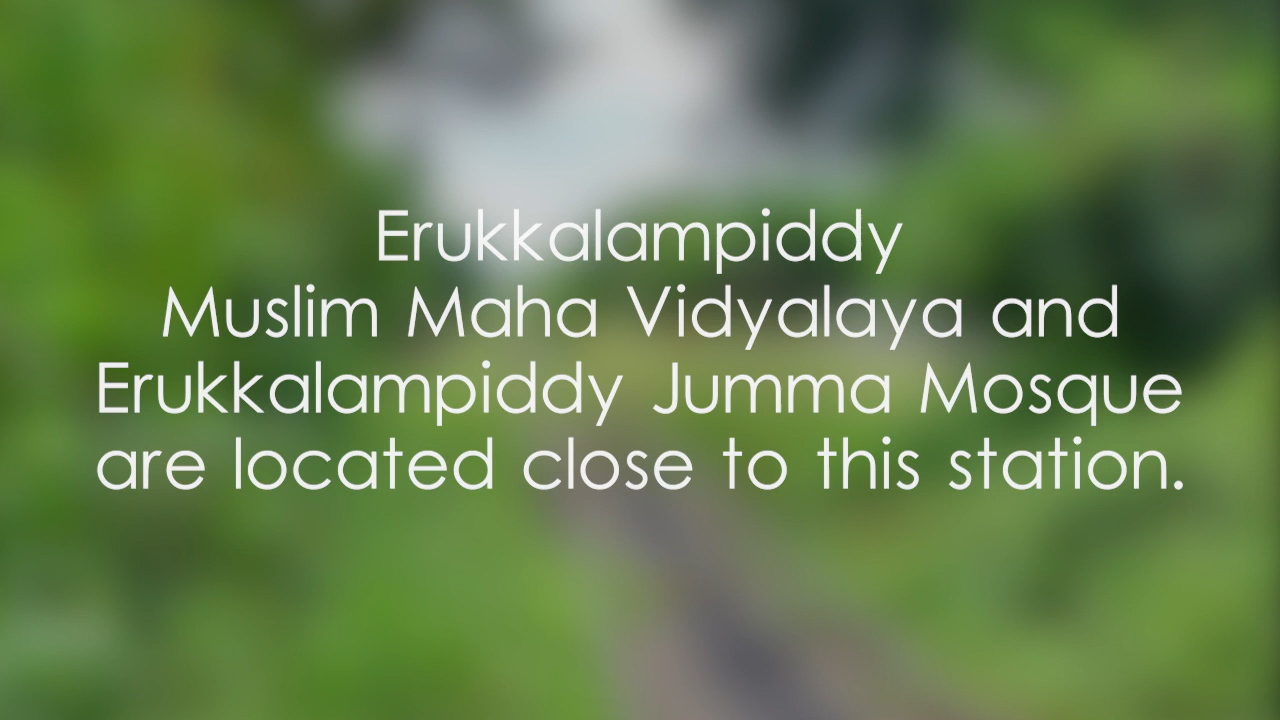 Erukkalampiddy
Muslim Maha Vidyalaya and
Erukkalampiddy Jumma Mosque
are located close to this station.